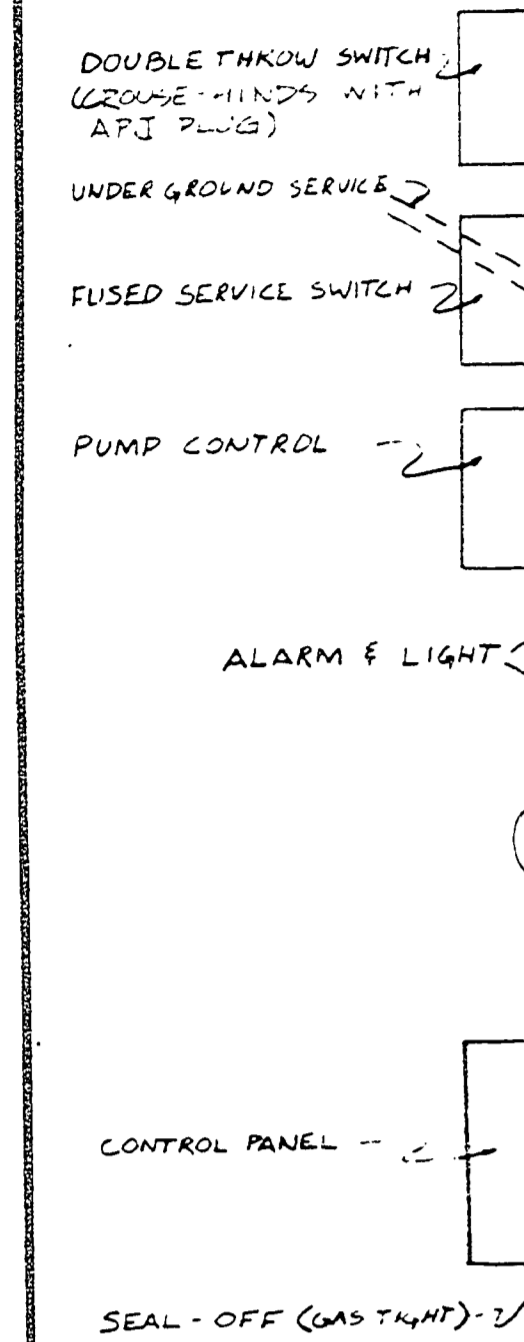 DOUBLE THROW SWITCH
(CROUSE-HINDS WITH
APJ PLUG)
UNDER GROUND SERVICE
FUSED SERVICE SWITCH
PUMP CONTROL
ALARM & LIGHT
CONTROL PANEL
SEAL-OFF (GAS TIGHT)